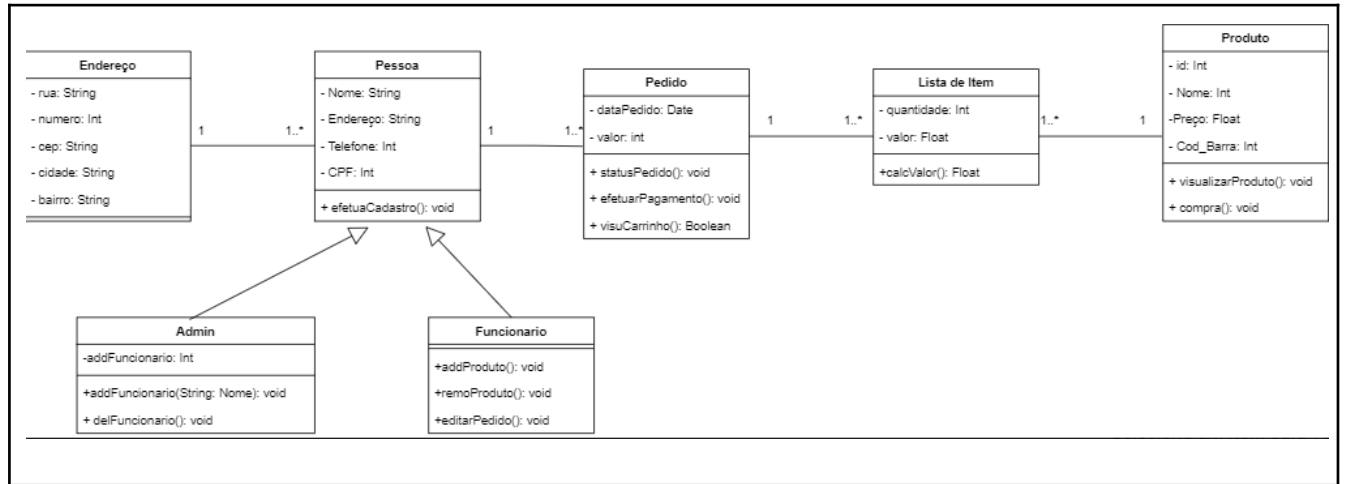 Endereço
- rua: String
- numero: Int
- cep: String
- cidade: String
- bairro: String
1
1..*
Pessoa
- Nome: String
- Endereço: String
- Telefone: Int
- CPF: Int
+ efetuaCadastro(): void
1
1..*
Pedido
- dataPedido: Date
- valor: int
+ statusPedido(): void
+ efetuarPagamento(): void
+ visuCarrinho(): Boolean
1
1..*
Lista de Item
- quantidade: Int
- valor: Float
+calcValor(): Float
1..*
1
Produto
- id: Int
- Nome: Int
-Preço: Float
- Cod_Barra: Int
+ visualizarProduto(): void
+ compra(): void
Admin
-addFuncionario: Int
+addFuncionario(String: Nome): void
+ delFuncionario(): void
Funcionario
+addProduto(): void
+remoProduto(): void
+editarPedido(): void